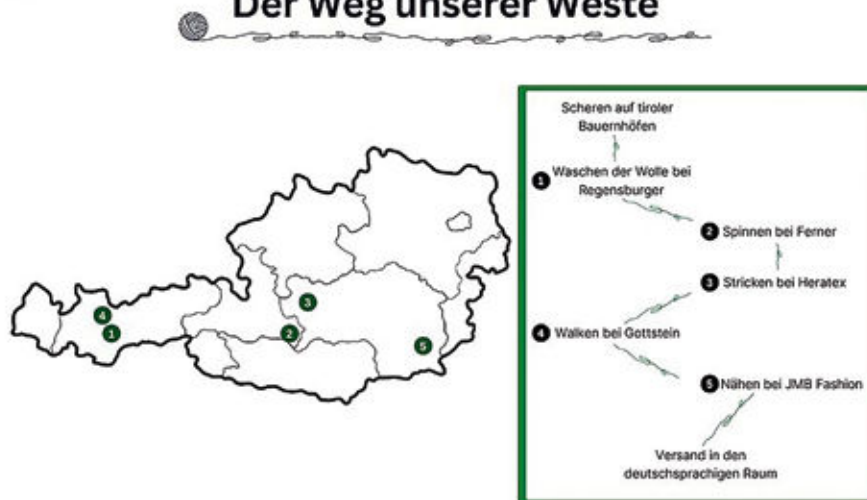 Der Weg unserer Weste
Scheren auf tiroler
Bauernhöfen
1 Waschen der Wolle bei
Regensburger
2 Spinnen bei Ferner
3 Stricken bei Heratex
4 Walken bei Gottstein
5 Nähen bei JMB Fashion
Versand in den
deutschsprachigen Raum
4
1
3
2
5